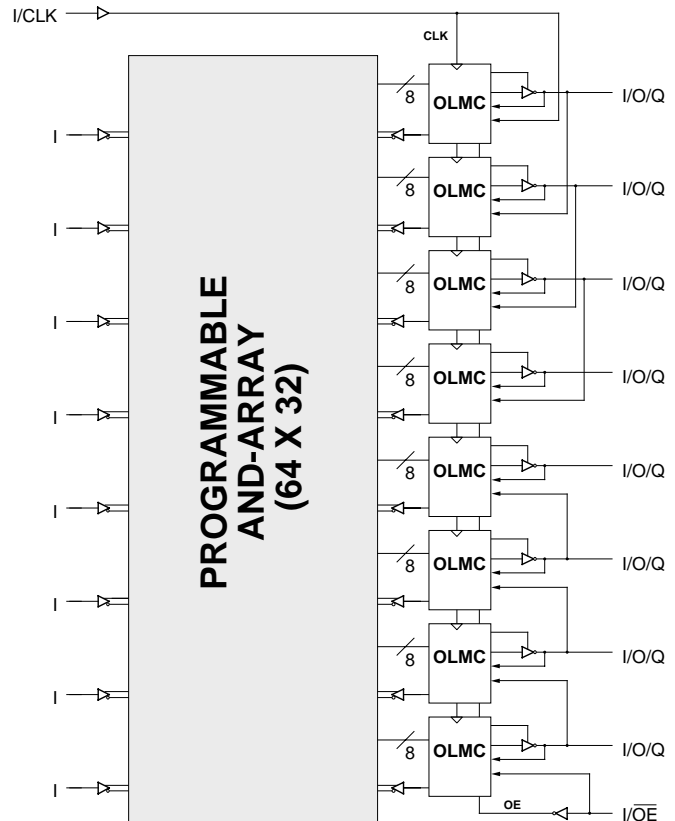 I/CLK
CLK
8
OLMC
I/O/Q
I
8
OLMC
I/O/Q
I
8
OLMC
I/O/Q
I
8
OLMC
I/O/Q
I
8
OLMC
I/O/Q
I
8
OLMC
I/O/Q
I
8
OLMC
I/O/Q
I
8
OLMC
I/O/Q
I
OE
I/O̅E̅
PROGRAMMABLE
AND-ARRAY
(64 X 32)